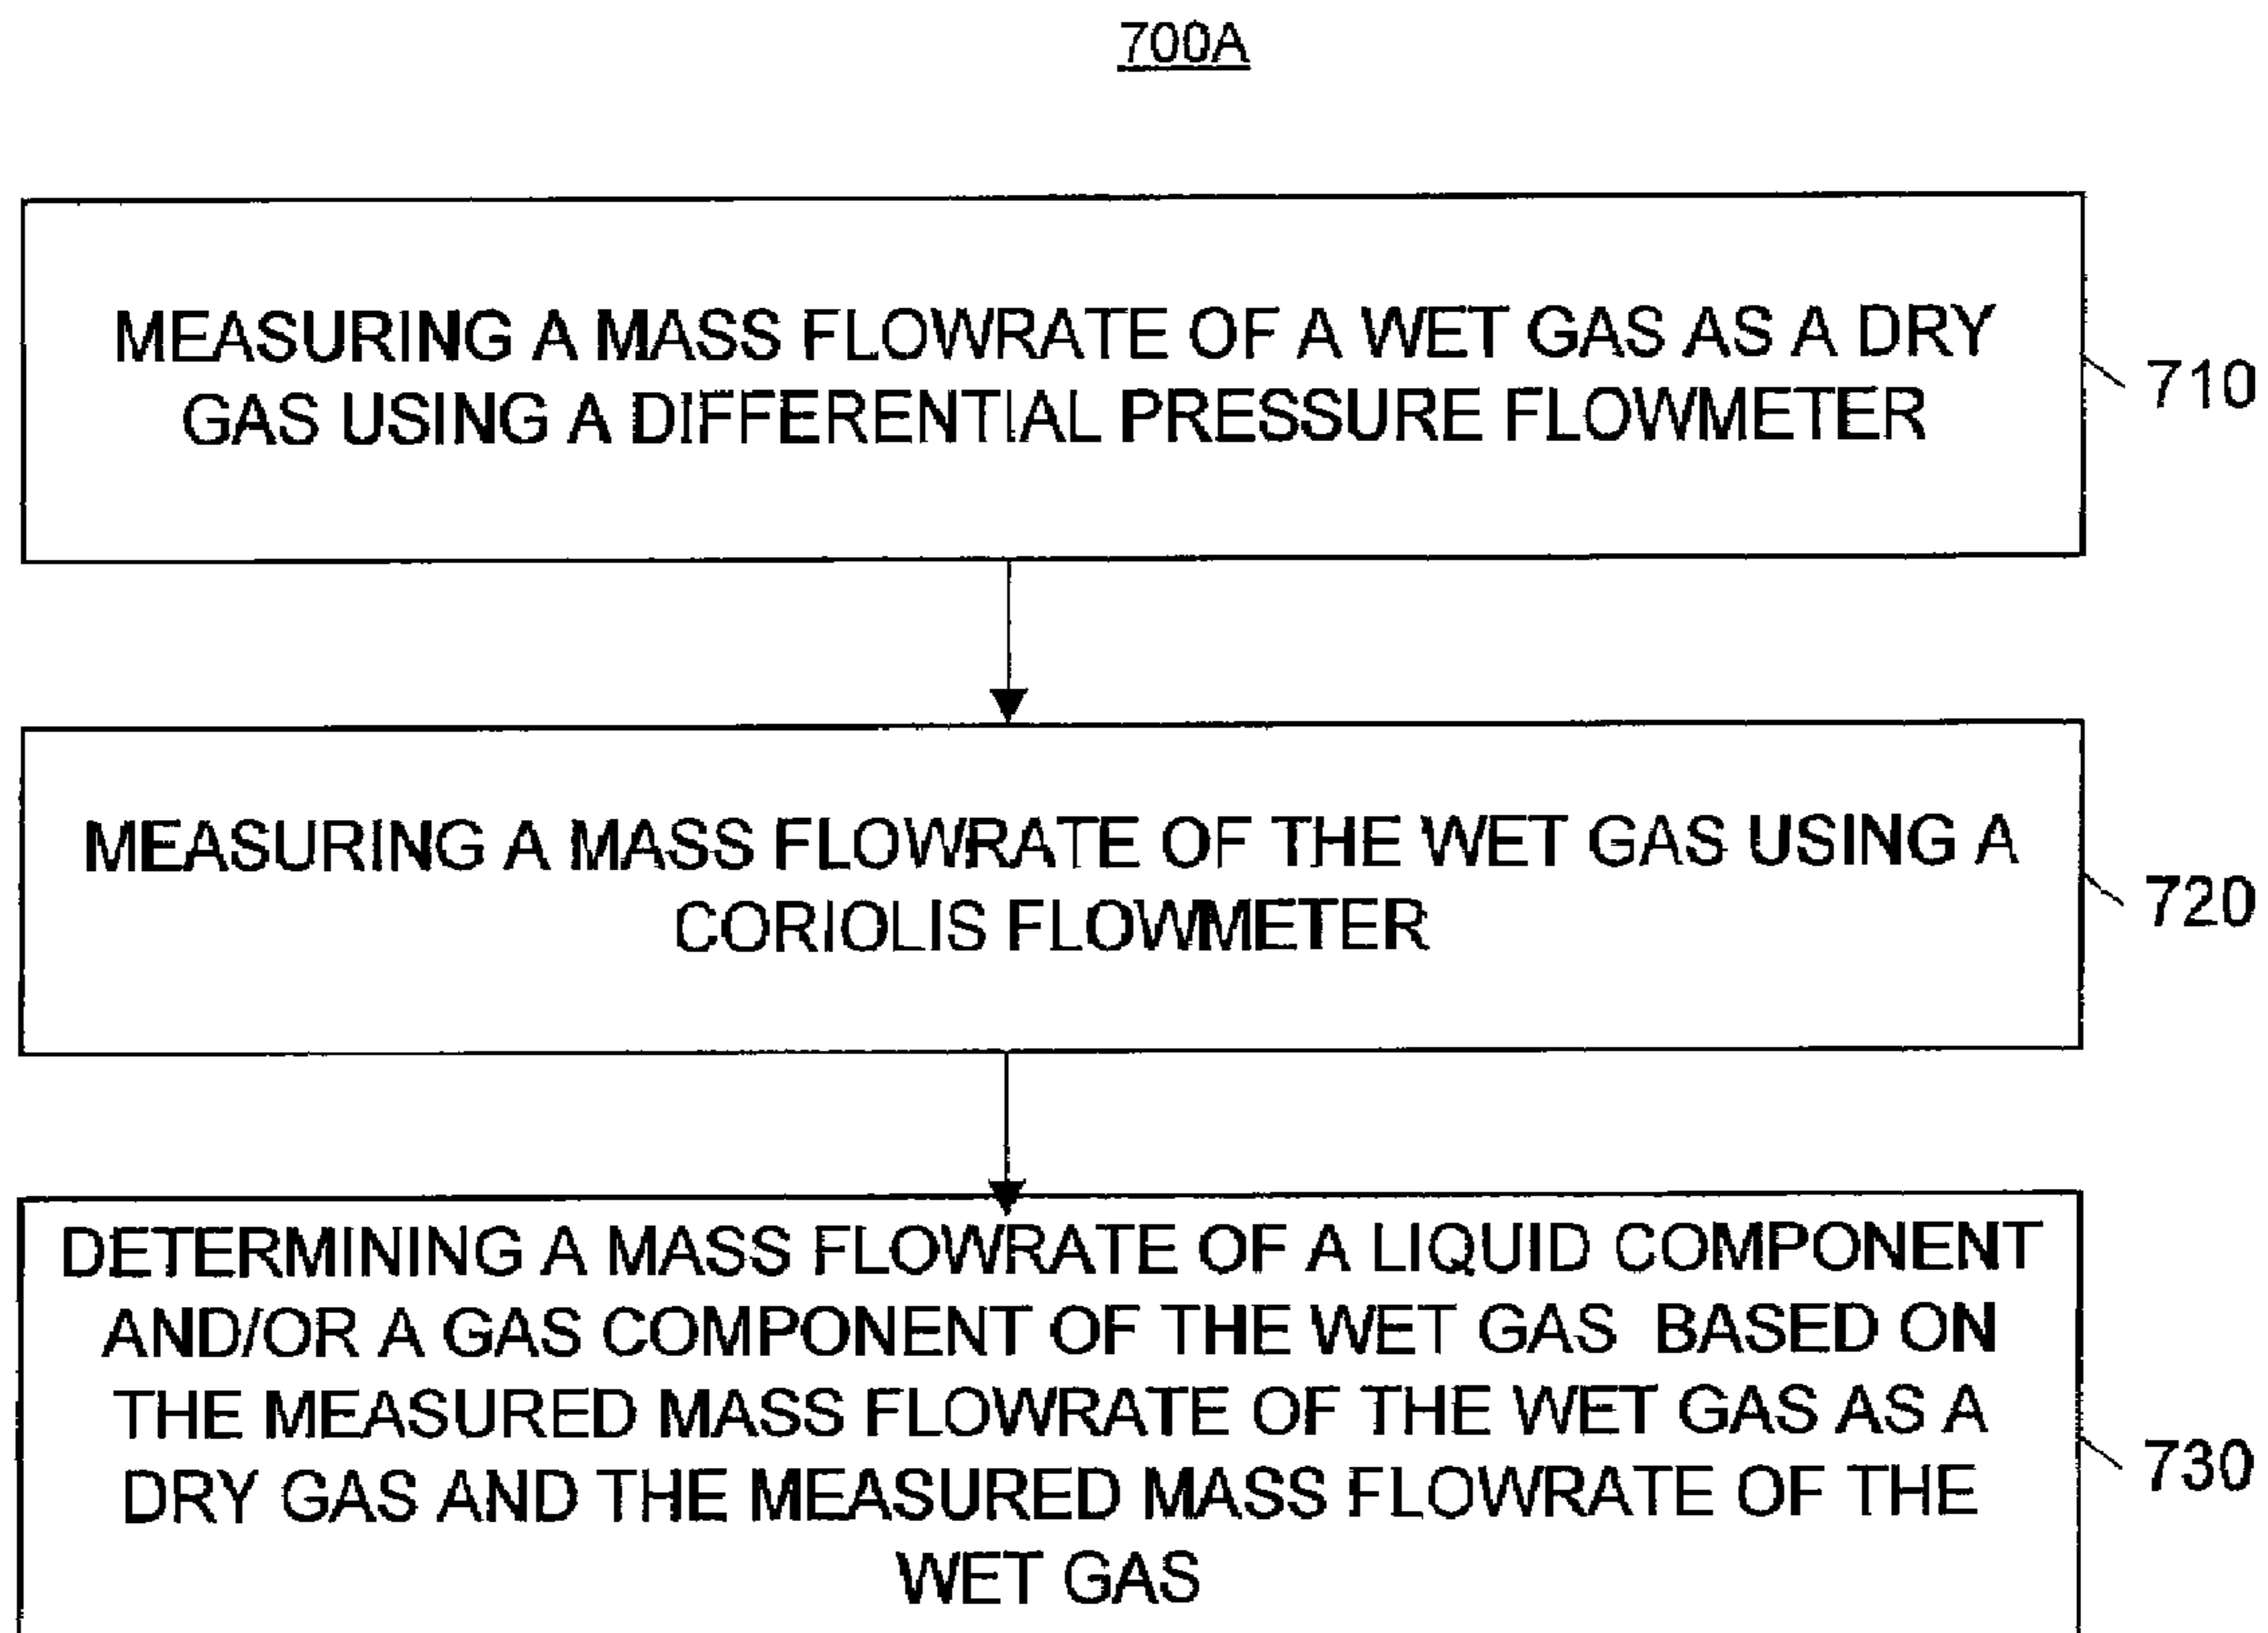 700A
MEASURING A MASS FLOWRATE OF A WET GAS AS A DRY
GAS USING A DIFFERENTIAL PRESSURE FLOWMETER
710
MEASURING A MASS FLOWRATE OF THE WET GAS USING A
CORIOLIS FLOWMETER
720
DETERMINING A MASS FLOWRATE OF A LIQUID COMPONENT
AND/OR A GAS COMPONENT OF THE WET GAS BASED ON
THE MEASURED MASS FLOWRATE OF THE WET GAS AS A
DRY GAS AND THE MEASURED MASS FLOWRATE OF THE
WET GAS
730